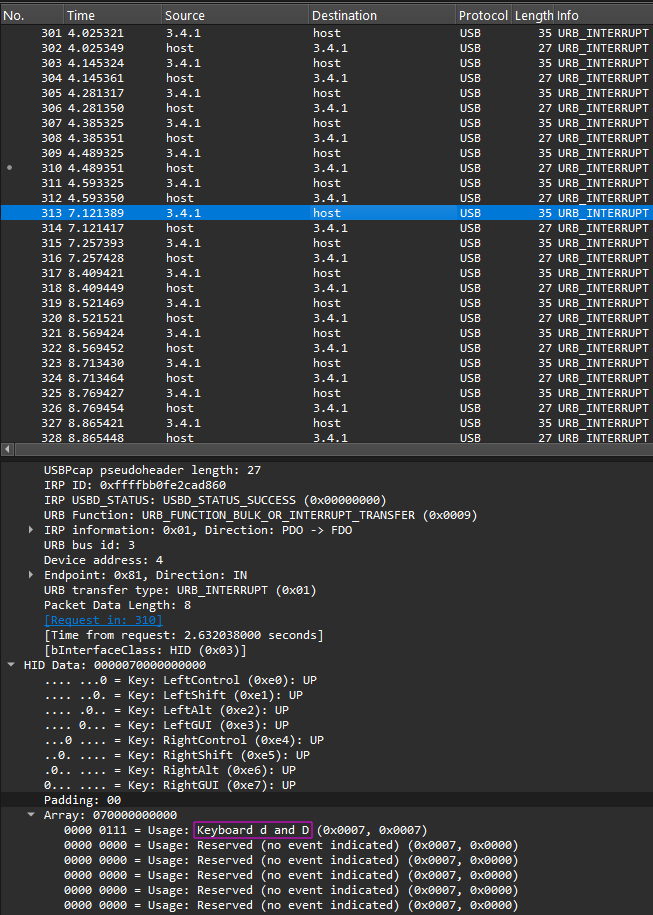 No. Time Source Destination Protocol Length Info
301 4.025321 3.4.1 host USB 35 URB_INTERRUPT
302 4.025349 host 3.4.1 USB 27 URB_INTERRUPT
303 4.145324 3.4.1 host USB 35 URB_INTERRUPT
304 4.145361 host 3.4.1 USB 27 URB_INTERRUPT
305 4.281317 3.4.1 host USB 35 URB_INTERRUPT
306 4.281350 host 3.4.1 USB 27 URB_INTERRUPT
307 4.385325 3.4.1 host USB 35 URB_INTERRUPT
308 4.385351 host 3.4.1 USB 27 URB_INTERRUPT
309 4.489325 3.4.1 host USB 35 URB_INTERRUPT
310 4.489351 host 3.4.1 USB 27 URB_INTERRUPT
311 4.593325 3.4.1 host USB 35 URB_INTERRUPT
312 4.593350 host 3.4.1 USB 27 URB_INTERRUPT
313 7.121389 3.4.1 host USB 35 URB_INTERRUPT
314 7.121417 host 3.4.1 USB 27 URB_INTERRUPT
315 7.257393 3.4.1 host USB 35 URB_INTERRUPT
316 7.257428 host 3.4.1 USB 27 URB_INTERRUPT
317 8.409421 3.4.1 host USB 35 URB_INTERRUPT
318 8.409449 host 3.4.1 USB 27 URB_INTERRUPT
319 8.521469 3.4.1 host USB 35 URB_INTERRUPT
320 8.521521 host 3.4.1 USB 27 URB_INTERRUPT
321 8.569424 3.4.1 host USB 35 URB_INTERRUPT
322 8.569452 host 3.4.1 USB 27 URB_INTERRUPT
323 8.713430 3.4.1 host USB 35 URB_INTERRUPT
324 8.713464 host 3.4.1 USB 27 URB_INTERRUPT
325 8.769427 3.4.1 host USB 35 URB_INTERRUPT
326 8.769454 host 3.4.1 USB 27 URB_INTERRUPT
327 8.865421 3.4.1 host USB 35 URB_INTERRUPT
328 8.865448 host 3.4.1 USB 27 URB_INTERRUPT
USBPcap pseudoheader length: 27
IRP ID: 0xffffbb0fe2cad860
IRP USBD_STATUS: USBD_STATUS_SUCCESS (0x00000000)
URB Function: URB_FUNCTION_BULK_OR_INTERRUPT_TRANSFER (0x0009)
IRP information: 0x01, Direction: PDO -> FDO
URB bus id: 3
Device address: 4
Endpoint: 0x81, Direction: IN
URB transfer type: URB_INTERRUPT (0x01)
Packet Data Length: 8
[Request in: 310]
[Time from request: 2.632038000 seconds]
[bInterfaceClass: HID (0x03)]
HID Data: 0000070000000000
.... ...0 = Key: LeftControl (0xe0): UP
.... ..0. = Key: LeftShift (0xe1): UP
.... .0.. = Key: LeftAlt (0xe2): UP
.... 0... = Key: LeftGUI (0xe3): UP
...0 .... = Key: RightControl (0xe4): UP
..0. .... = Key: RightShift (0xe5): UP
.0.. .... = Key: RightAlt (0xe6): UP
0... .... = Key: RightGUI (0xe7): UP
Padding: 00
Array: 070000000000
0000 0111 = Usage: Keyboard d and D (0x0007, 0x0007)
0000 0000 = Usage: Reserved (no event indicated) (0x0007, 0x0000)
0000 0000 = Usage: Reserved (no event indicated) (0x0007, 0x0000)
0000 0000 = Usage: Reserved (no event indicated) (0x0007, 0x0000)
0000 0000 = Usage: Reserved (no event indicated) (0x0007, 0x0000)
0000 0000 = Usage: Reserved (no event indicated) (0x0007, 0x0000)